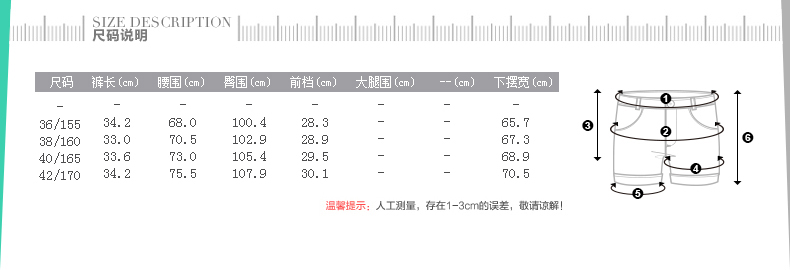 SIZE DESCRIPTION
尺码说明
尺码 裤长(cm) 腰围(cm) 臀围(cm) 前档(cm) 大腿围(cm) --(cm) 下摆宽(cm)
– – – – – – – –
36/155 34.2 68.0 100.4 28.3 – – 65.7
38/160 33.0 70.5 102.9 28.9 – – 67.3
40/165 33.6 73.0 105.4 29.5 – – 68.9
42/170 34.2 75.5 107.9 30.1 – – 70.5
1
3
2
6
4
5
温馨提示：人工测量，存在1-3cm的误差，敬请谅解！